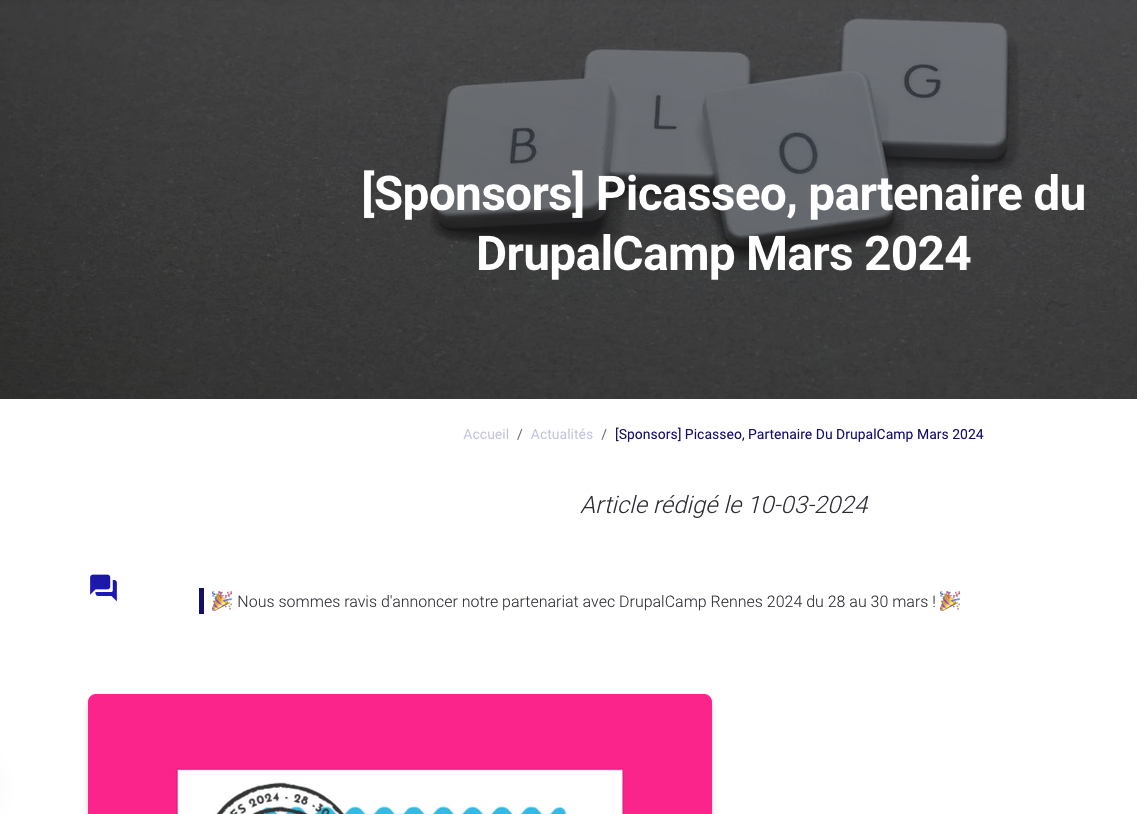 B L O G
[Sponsors] Picasseo, partenaire du
DrupalCamp Mars 2024
Accueil / Actualités / [Sponsors] Picasseo, Partenaire Du DrupalCamp Mars 2024
Article rédigé le 10-03-2024
🎉 Nous sommes ravis d'annoncer notre partenariat avec DrupalCamp Rennes 2024 du 28 au 30 mars ! 🎉
ES 2024 - 28 -30